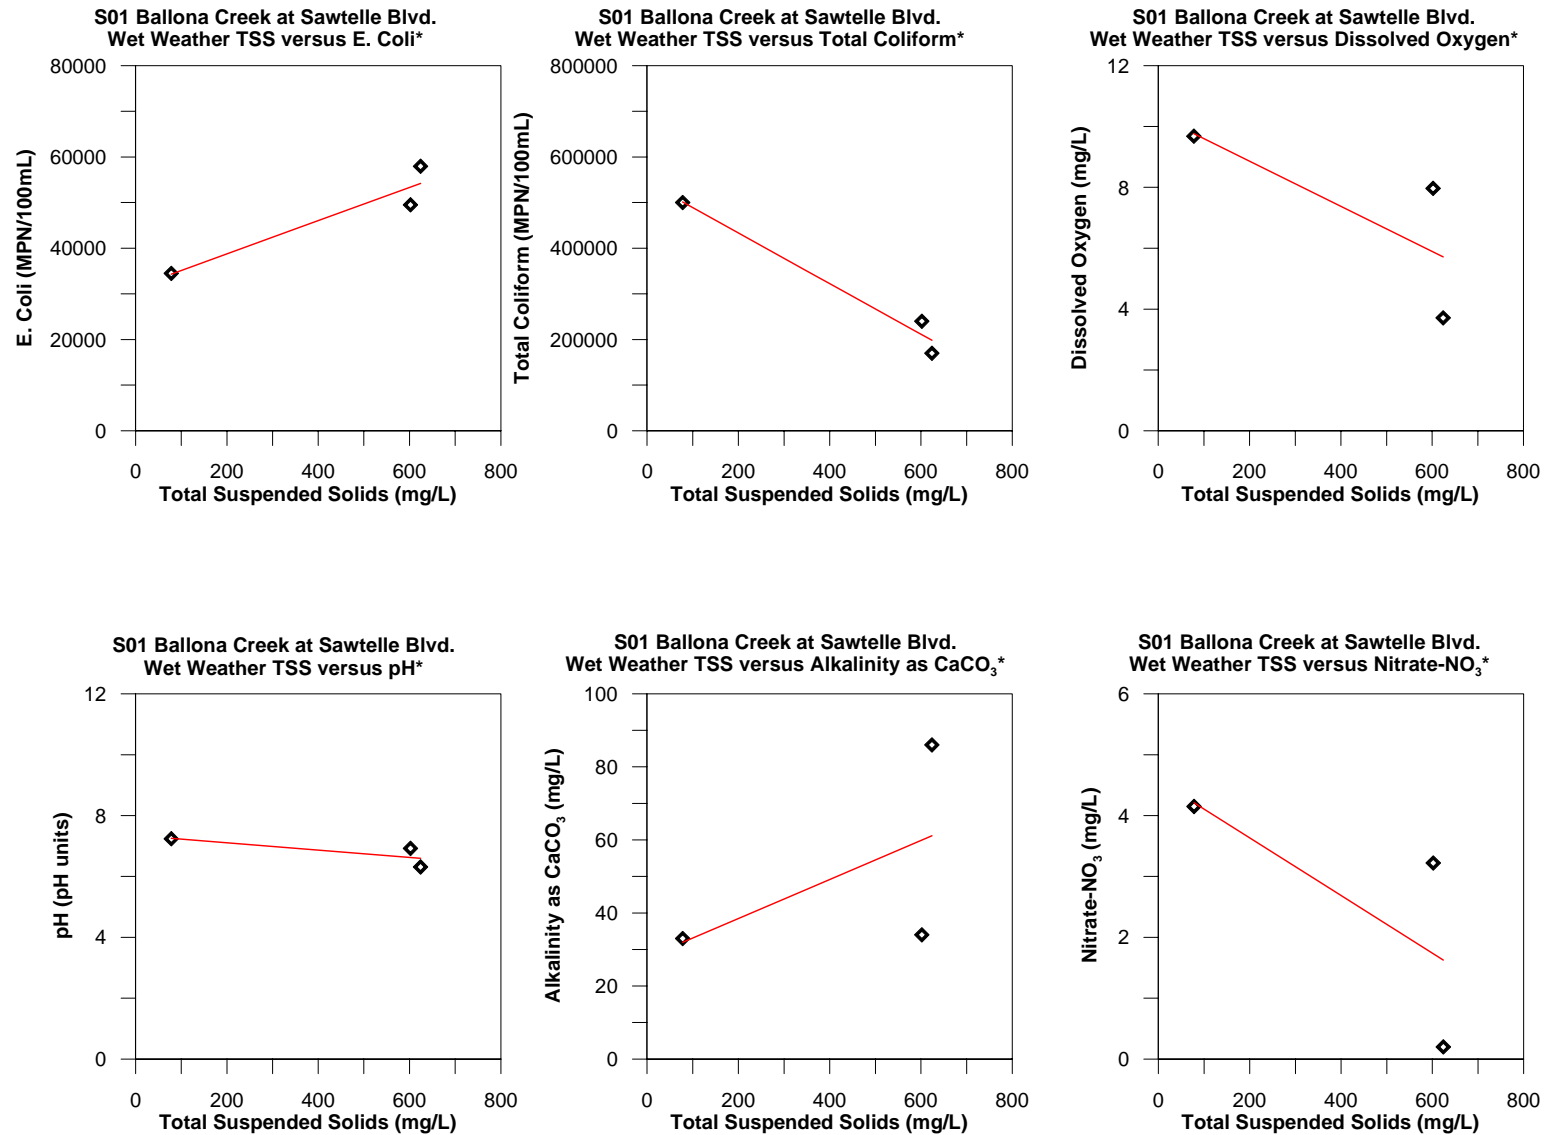 S01 Ballona Creek at Sawtelle Blvd.
Wet Weather TSS versus E. Coli*
80000
60000
40000
20000
0
E. Coli (MPN/100mL)
0 200 400 600 800
Total Suspended Solids (mg/L)
S01 Ballona Creek at Sawtelle Blvd.
Wet Weather TSS versus Total Coliform*
800000
600000
400000
200000
0
Total Coliform (MPN/100mL)
0 200 400 600 800
Total Suspended Solids (mg/L)
S01 Ballona Creek at Sawtelle Blvd.
Wet Weather TSS versus Dissolved Oxygen*
12
8
4
0
Dissolved Oxygen (mg/L)
0 200 400 600 800
Total Suspended Solids (mg/L)
S01 Ballona Creek at Sawtelle Blvd.
Wet Weather TSS versus pH*
12
8
4
0
pH (pH units)
0 200 400 600 800
Total Suspended Solids (mg/L)
S01 Ballona Creek at Sawtelle Blvd.
Wet Weather TSS versus Alkalinity as CaCO₃*
100
80
60
40
20
0
Alkalinity as CaCO₃ (mg/L)
0 200 400 600 800
Total Suspended Solids (mg/L)
S01 Ballona Creek at Sawtelle Blvd.
Wet Weather TSS versus Nitrate-NO₃*
6
4
2
0
Nitrate-NO₃ (mg/L)
0 200 400 600 800
Total Suspended Solids (mg/L)